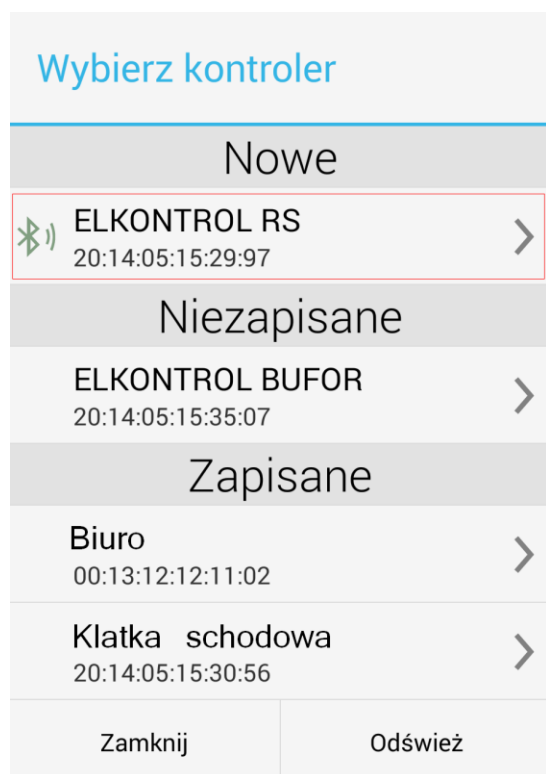 Wybierz kontroler
Nowe
ELKONTROL RS
20:14:05:15:29:97
Niezapisane
ELKONTROL BUFOR
20:14:05:15:35:07
Zapisane
Biuro
00:13:12:12:11:02
Klatka schodowa
20:14:05:15:30:56
Zamknij Odśwież